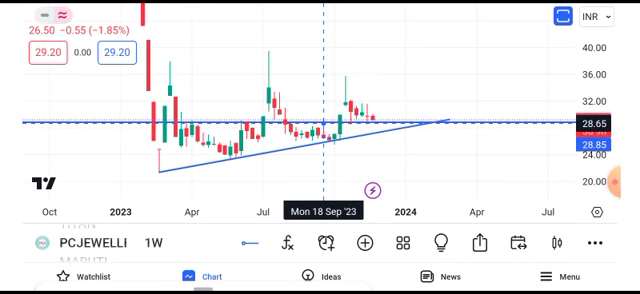 INR
26.50 −0.55 (−1.85%)
40.00
29.20 0.00 29.20
36.00
32.00
28.65
28.85
24.00
20.00
Oct 2023 Apr Jul Mon 18 Sep '23 2024 Apr Jul
TITAN
PCJEWELLI 1W
MARUTI
Watchlist Chart Ideas News Menu